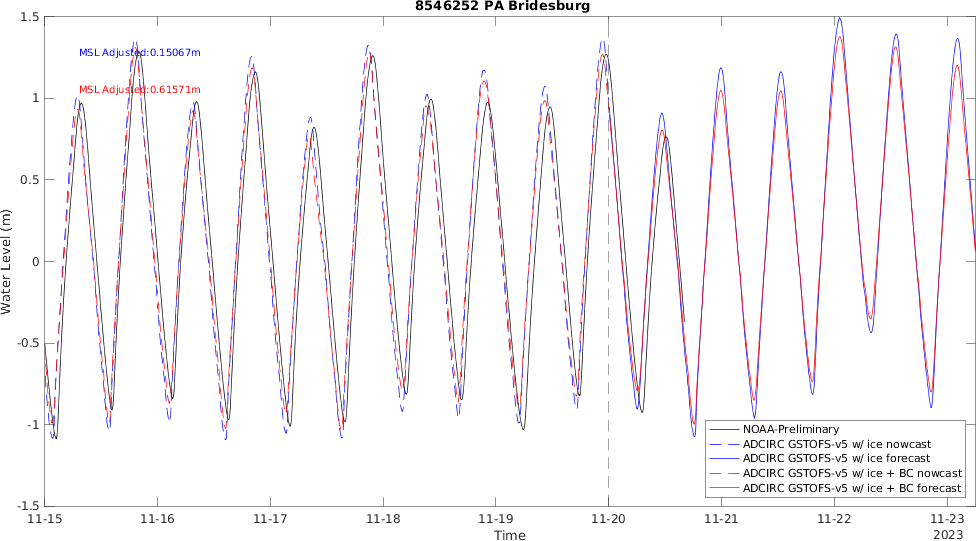 8546252 PA Bridesburg
1.5
1
0.5
0
-0.5
-1
-1.5
Water Level (m)
MSL Adjusted:0.15067m
MSL Adjusted:0.61571m
NOAA-Preliminary
ADCIRC GSTOFS-v5 w/ ice nowcast
ADCIRC GSTOFS-v5 w/ ice forecast
ADCIRC GSTOFS-v5 w/ ice + BC nowcast
ADCIRC GSTOFS-v5 w/ ice + BC forecast
11-15 11-16 11-17 11-18 11-19 11-20 11-21 11-22 11-23
Time
2023